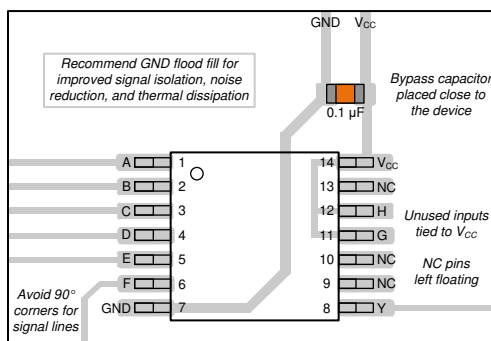 GND VCC
Recommend GND flood fill for
improved signal isolation, noise
reduction, and thermal dissipation
Bypass capacitor
placed close to
the device
0.1 µF
A 1 14 VCC
B 2 13 NC
C 3 12 H
D 4 11 G
E 5 10 NC
F 6 9 NC
GND 7 8 Y
Unused inputs
tied to VCC
NC pins
left floating
Avoid 90°
corners for
signal lines